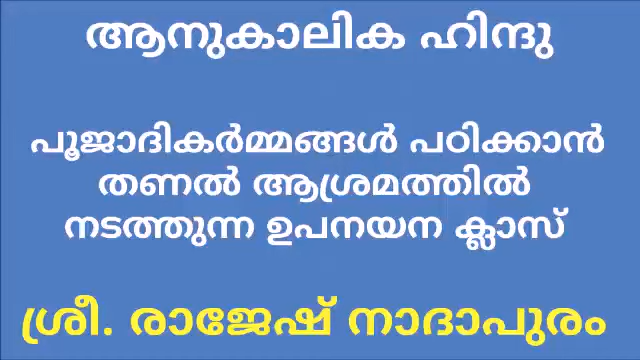 ആനുകാലിക ഹിന്ദു
പൂജാദികർമ്മങ്ങൾ പഠിക്കാൻ
തണൽ ആശ്രമത്തിൽ
നടത്തുന്ന ഉപനയന ക്ലാസ്
ശ്രീ. രാജേഷ് നാദാപുരം